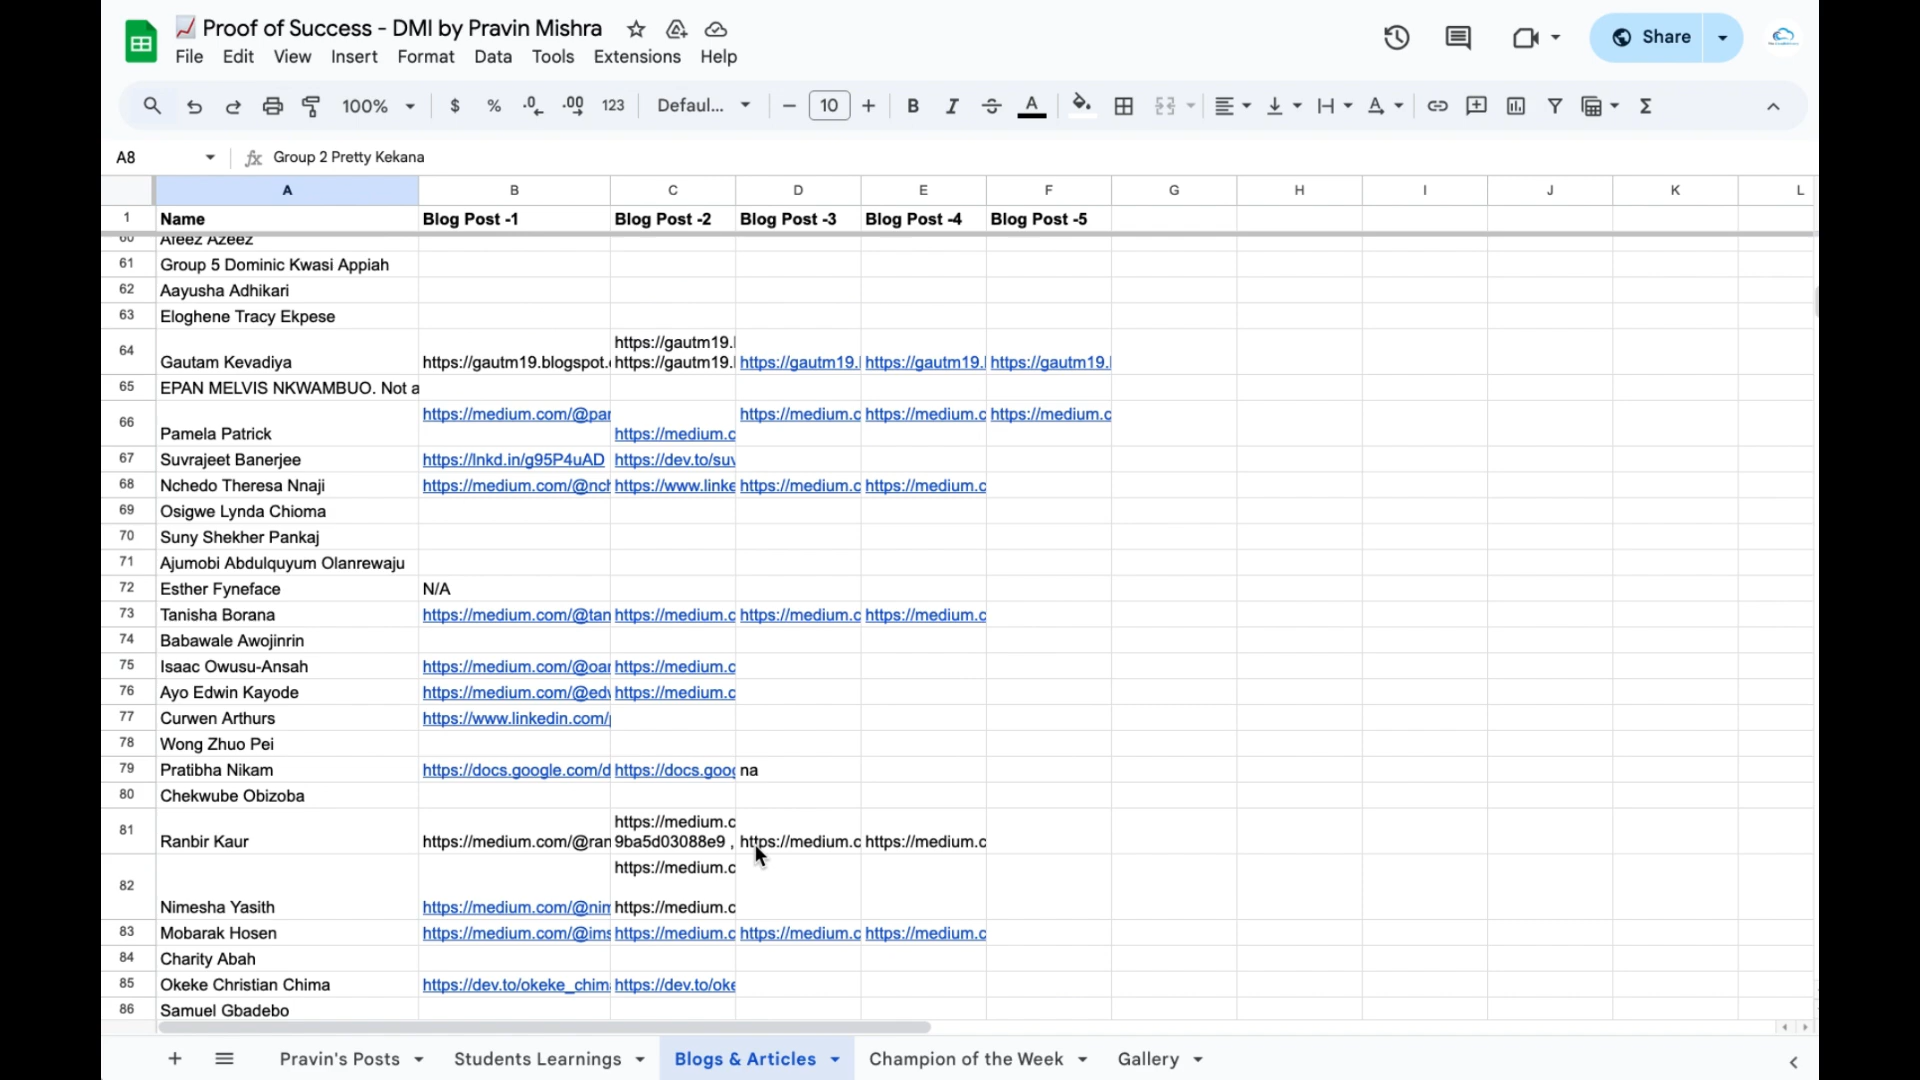 Proof of Success - DMI by Pravin Mishra
File Edit View Insert Format Data Tools Extensions Help
Share
100% $ % .0 .00 123 Defaul... 10 B I A
A8 fx Group 2 Pretty Kekana
A B C D E F G H I J K L
1 Name Blog Post -1 Blog Post -2 Blog Post -3 Blog Post -4 Blog Post -5
60 Afeez Azeez
61 Group 5 Dominic Kwasi Appiah
62 Aayusha Adhikari
63 Eloghene Tracy Ekpese
https://gautm19.
64 Gautam Kevadiya https://gautm19.blogspot. https://gautm19. https://gautm19. https://gautm19. https://gautm19.
65 EPAN MELVIS NKWAMBUO. Not a
https://medium.com/@par https://medium.c https://medium.c https://medium.c
66 Pamela Patrick https://medium.c
67 Suvrajeet Banerjee https://lnkd.in/g95P4uAD https://dev.to/suv
68 Nchedo Theresa Nnaji https://medium.com/@nch https://www.linke https://medium.c https://medium.c
69 Osigwe Lynda Chioma
70 Suny Shekher Pankaj
71 Ajumobi Abdulquyum Olanrewaju
72 Esther Fyneface N/A
73 Tanisha Borana https://medium.com/@tan https://medium.c https://medium.c https://medium.c
74 Babawale Awojinrin
75 Isaac Owusu-Ansah https://medium.com/@oar https://medium.c
76 Ayo Edwin Kayode https://medium.com/@edw https://medium.c
77 Curwen Arthurs https://www.linkedin.com/p
78 Wong Zhuo Pei
79 Pratibha Nikam https://docs.google.com/d https://docs.goog na
80 Chekwube Obizoba
https://medium.c
81 Ranbir Kaur https://medium.com/@ran 9ba5d03088e9 , https://medium.c https://medium.c
https://medium.c
82 Nimesha Yasith https://medium.com/@nim https://medium.c
83 Mobarak Hosen https://medium.com/@ims https://medium.c https://medium.c https://medium.c
84 Charity Abah
85 Okeke Christian Chima https://dev.to/okeke_chim https://dev.to/oke
86 Samuel Gbadebo
Pravin's Posts Students Learnings Blogs & Articles Champion of the Week Gallery